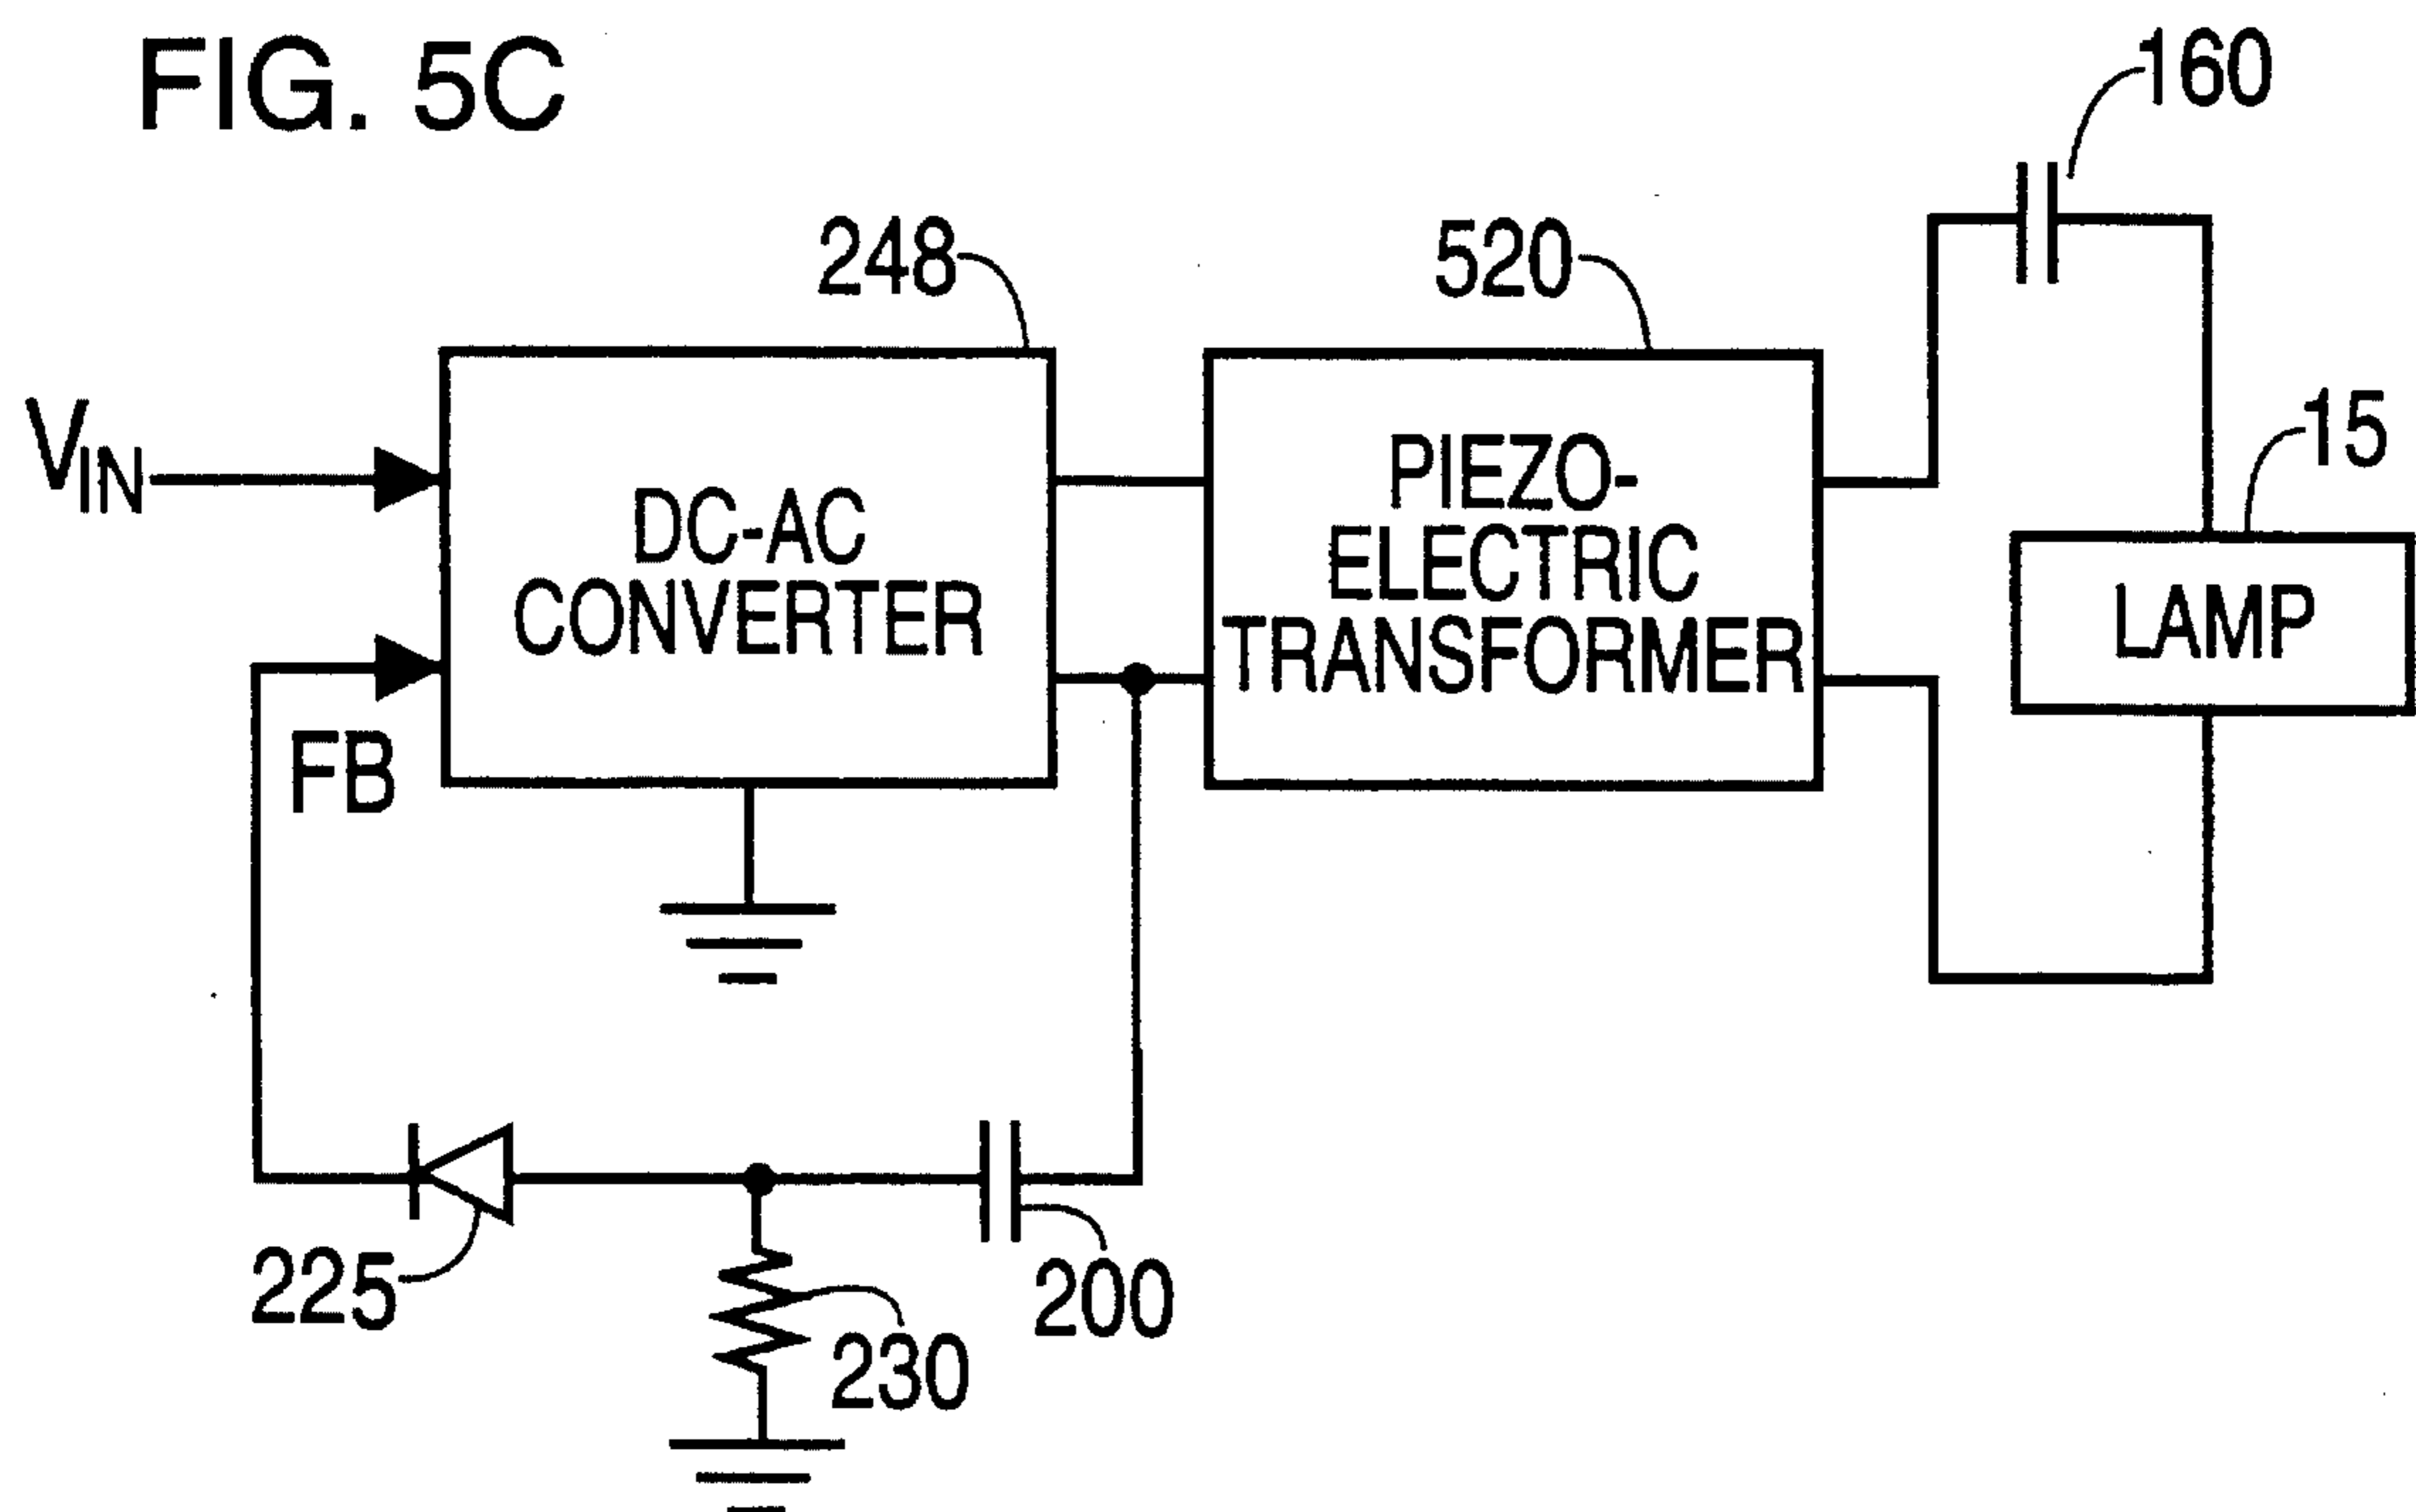 FIG. 5C
160
248
520
15
VIN
DC-AC
CONVERTER
PIEZO-
ELECTRIC
TRANSFORMER
LAMP
FB
225
200
230